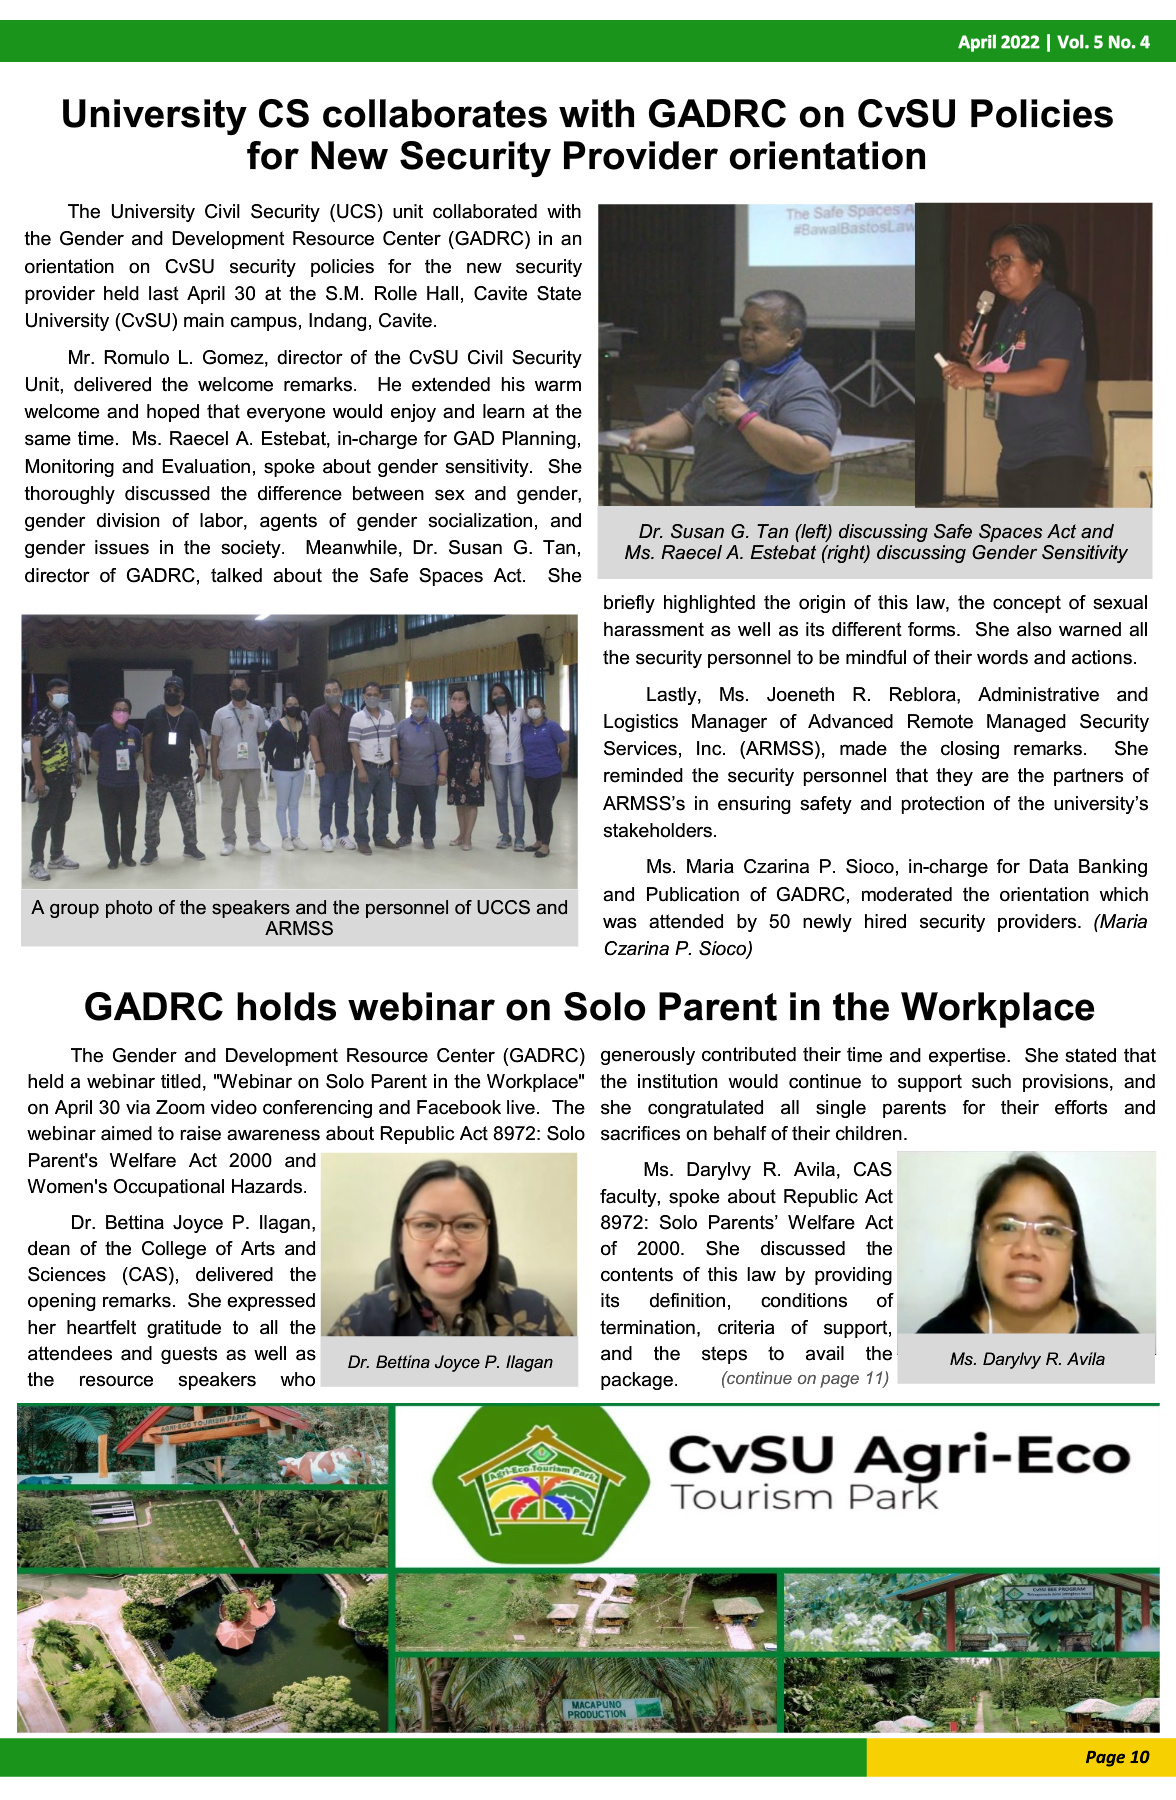 April 2022 | Vol. 5 No. 4
University CS collaborates with GADRC on CvSU Policies
for New Security Provider orientation
The University Civil Security (UCS) unit collaborated with
the Gender and Development Resource Center (GADRC) in an
orientation on CvSU security policies for the new security
provider held last April 30 at the S.M. Rolle Hall, Cavite State
University (CvSU) main campus, Indang, Cavite.
Mr. Romulo L. Gomez, director of the CvSU Civil Security
Unit, delivered the welcome remarks. He extended his warm
welcome and hoped that everyone would enjoy and learn at the
same time. Ms. Raecel A. Estebat, in-charge for GAD Planning,
Monitoring and Evaluation, spoke about gender sensitivity. She
thoroughly discussed the difference between sex and gender,
gender division of labor, agents of gender socialization, and
gender issues in the society. Meanwhile, Dr. Susan G. Tan,
director of GADRC, talked about the Safe Spaces Act. She
The Safe Spaces A
#BawalBastosLaw
Dr. Susan G. Tan (left) discussing Safe Spaces Act and
Ms. Raecel A. Estebat (right) discussing Gender Sensitivity
A group photo of the speakers and the personnel of UCCS and
ARMSS
briefly highlighted the origin of this law, the concept of sexual
harassment as well as its different forms. She also warned all
the security personnel to be mindful of their words and actions.
Lastly, Ms. Joeneth R. Reblora, Administrative and
Logistics Manager of Advanced Remote Managed Security
Services, Inc. (ARMSS), made the closing remarks. She
reminded the security personnel that they are the partners of
ARMSS’s in ensuring safety and protection of the university’s
stakeholders.
Ms. Maria Czarina P. Sioco, in-charge for Data Banking
and Publication of GADRC, moderated the orientation which
was attended by 50 newly hired security providers. (Maria
Czarina P. Sioco)
GADRC holds webinar on Solo Parent in the Workplace
The Gender and Development Resource Center (GADRC)
held a webinar titled, "Webinar on Solo Parent in the Workplace"
on April 30 via Zoom video conferencing and Facebook live. The
webinar aimed to raise awareness about Republic Act 8972: Solo
Parent's Welfare Act 2000 and
Women's Occupational Hazards.
Dr. Bettina Joyce P. Ilagan,
dean of the College of Arts and
Sciences (CAS), delivered the
opening remarks. She expressed
her heartfelt gratitude to all the
attendees and guests as well as
the resource speakers who
Dr. Bettina Joyce P. Ilagan
generously contributed their time and expertise. She stated that
the institution would continue to support such provisions, and
she congratulated all single parents for their efforts and
sacrifices on behalf of their children.
Ms. Darylvy R. Avila, CAS
faculty, spoke about Republic Act
8972: Solo Parents’ Welfare Act
of 2000. She discussed the
contents of this law by providing
its definition, conditions of
termination, criteria of support,
and the steps to avail the
package. (continue on page 11)
Ms. Darylvy R. Avila
AGRI-ECO TOURISM PARK
Agri-Eco Tourism Park
CvSU Agri-Eco
Tourism Park
CvSU BEE PROGRAM
MACAPUNO
PRODUCTION
Page 10